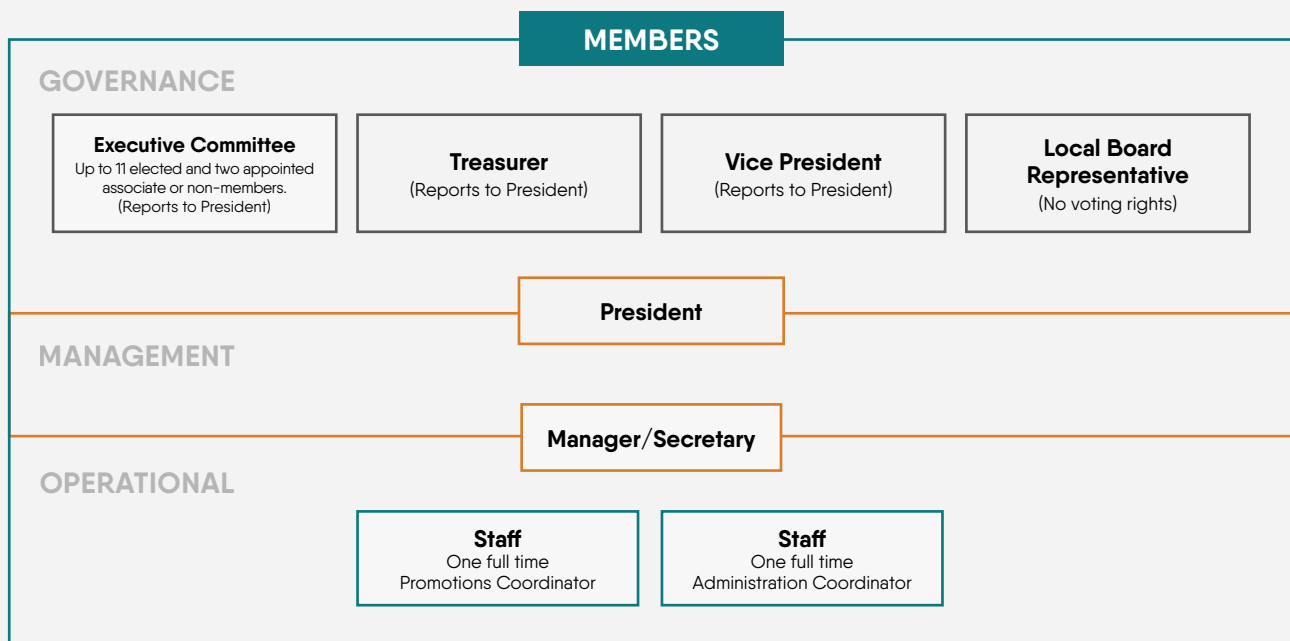 MEMBERS
GOVERNANCE
Executive Committee
Up to 11 elected and two appointed
associate or non-members.
(Reports to President)
Treasurer
(Reports to President)
Vice President
(Reports to President)
Local Board
Representative
(No voting rights)
President
MANAGEMENT
Manager/Secretary
OPERATIONAL
Staff
One full time
Promotions Coordinator
Staff
One full time
Administration Coordinator